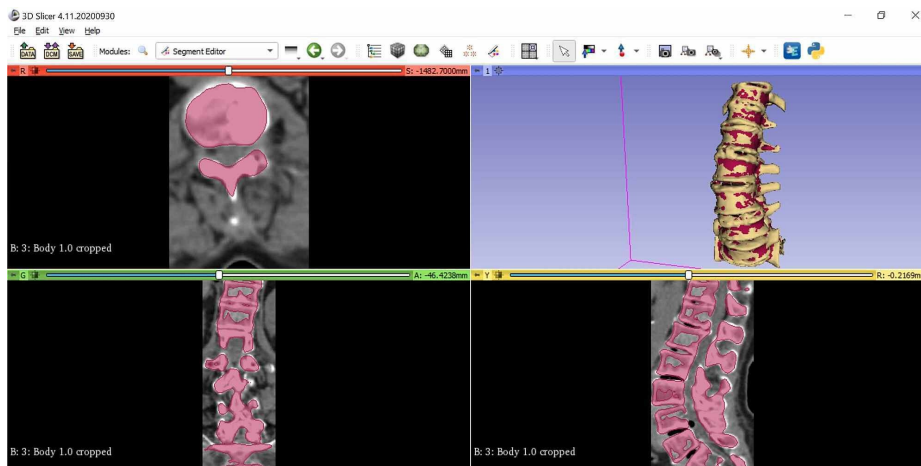 3D Slicer 4.11.20200930
File Edit View Help
DATA DCM SAVE Modules: Segment Editor
R S: -1482.7000mm
1
B: 3: Body 1.0 cropped
G A: -46.4238mm
Y R: -0.2169m
B: 3: Body 1.0 cropped
B: 3: Body 1.0 cropped